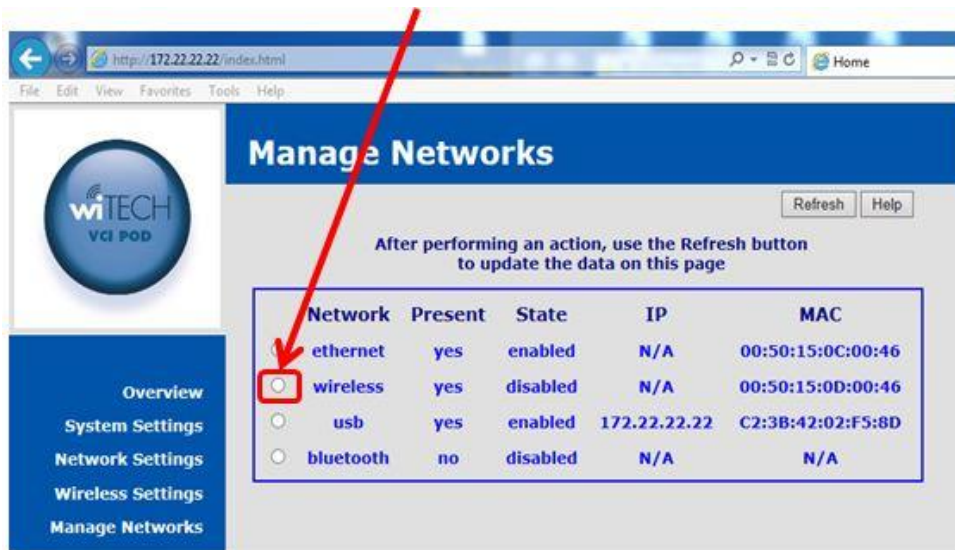 http://172.22.22.22/index.html
Home
File Edit View Favorites Tools Help
wiTECH
VCI POD
Manage Networks
Refresh Help
After performing an action, use the Refresh button
to update the data on this page
Network Present State IP MAC
ethernet yes enabled N/A 00:50:15:0C:00:46
wireless yes disabled N/A 00:50:15:0D:00:46
usb yes enabled 172.22.22.22 C2:3B:42:02:F5:8D
bluetooth no disabled N/A N/A
Overview
System Settings
Network Settings
Wireless Settings
Manage Networks